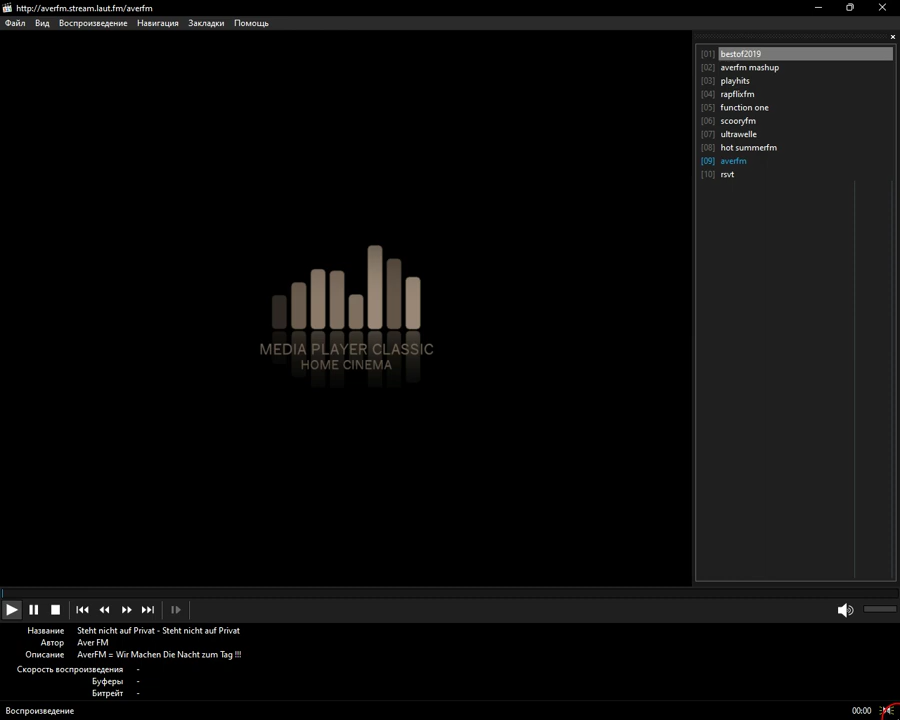 http://averfm.stream.laut.fm/averfm
Файл Вид Воспроизведение Навигация Закладки Помощь
[01] bestof2019
[02] averfm mashup
[03] playhits
[04] rapflixfm
[05] function one
[06] scooryfm
[07] ultrawelle
[08] hot summerfm
[09] averfm
[10] rsvt
MEDIA PLAYER CLASSIC
HOME CINEMA
Название Steht nicht auf Privat - Steht nicht auf Privat
Автор Aver FM
Описание AverFM = Wir Machen Die Nacht zum Tag !!!
Скорость воспроизведения -
Буферы -
Битрейт -
Воспроизведение 00:00